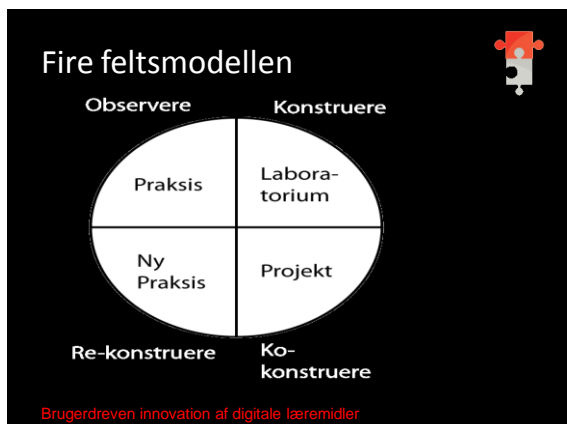 Fire feltsmodellen
Observere
Konstruere
Praksis
Labora-
torium
Ny
Praksis
Projekt
Re-konstruere
Ko-
konstruere
Brugerdreven innovation af digitale læremidler